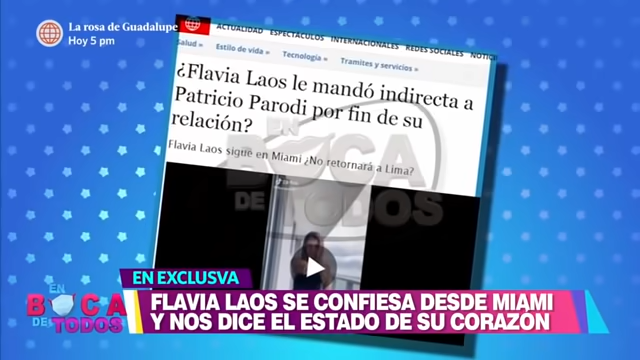 La rosa de Guadalupe
Hoy 5 pm
ACTUALIDAD ESPECTÁCULOS INTERNACIONALES REDES SOCIALES NOTICI
Salud » Estilo de vida » Tecnología » Tramites y servicios »
¿Flavia Laos le mandó indirecta a
Patricio Parodi por fin de su
relación?
Flavia Laos sigue en Miami ¿No retornará a Lima?
EN
BOCA
DE TODOS
EN EXCLUSVA
FLAVIA LAOS SE CONFIESA DESDE MIAMI
Y NOS DICE EL ESTADO DE SU CORAZÓN
EN
BOCA
DE TODOS